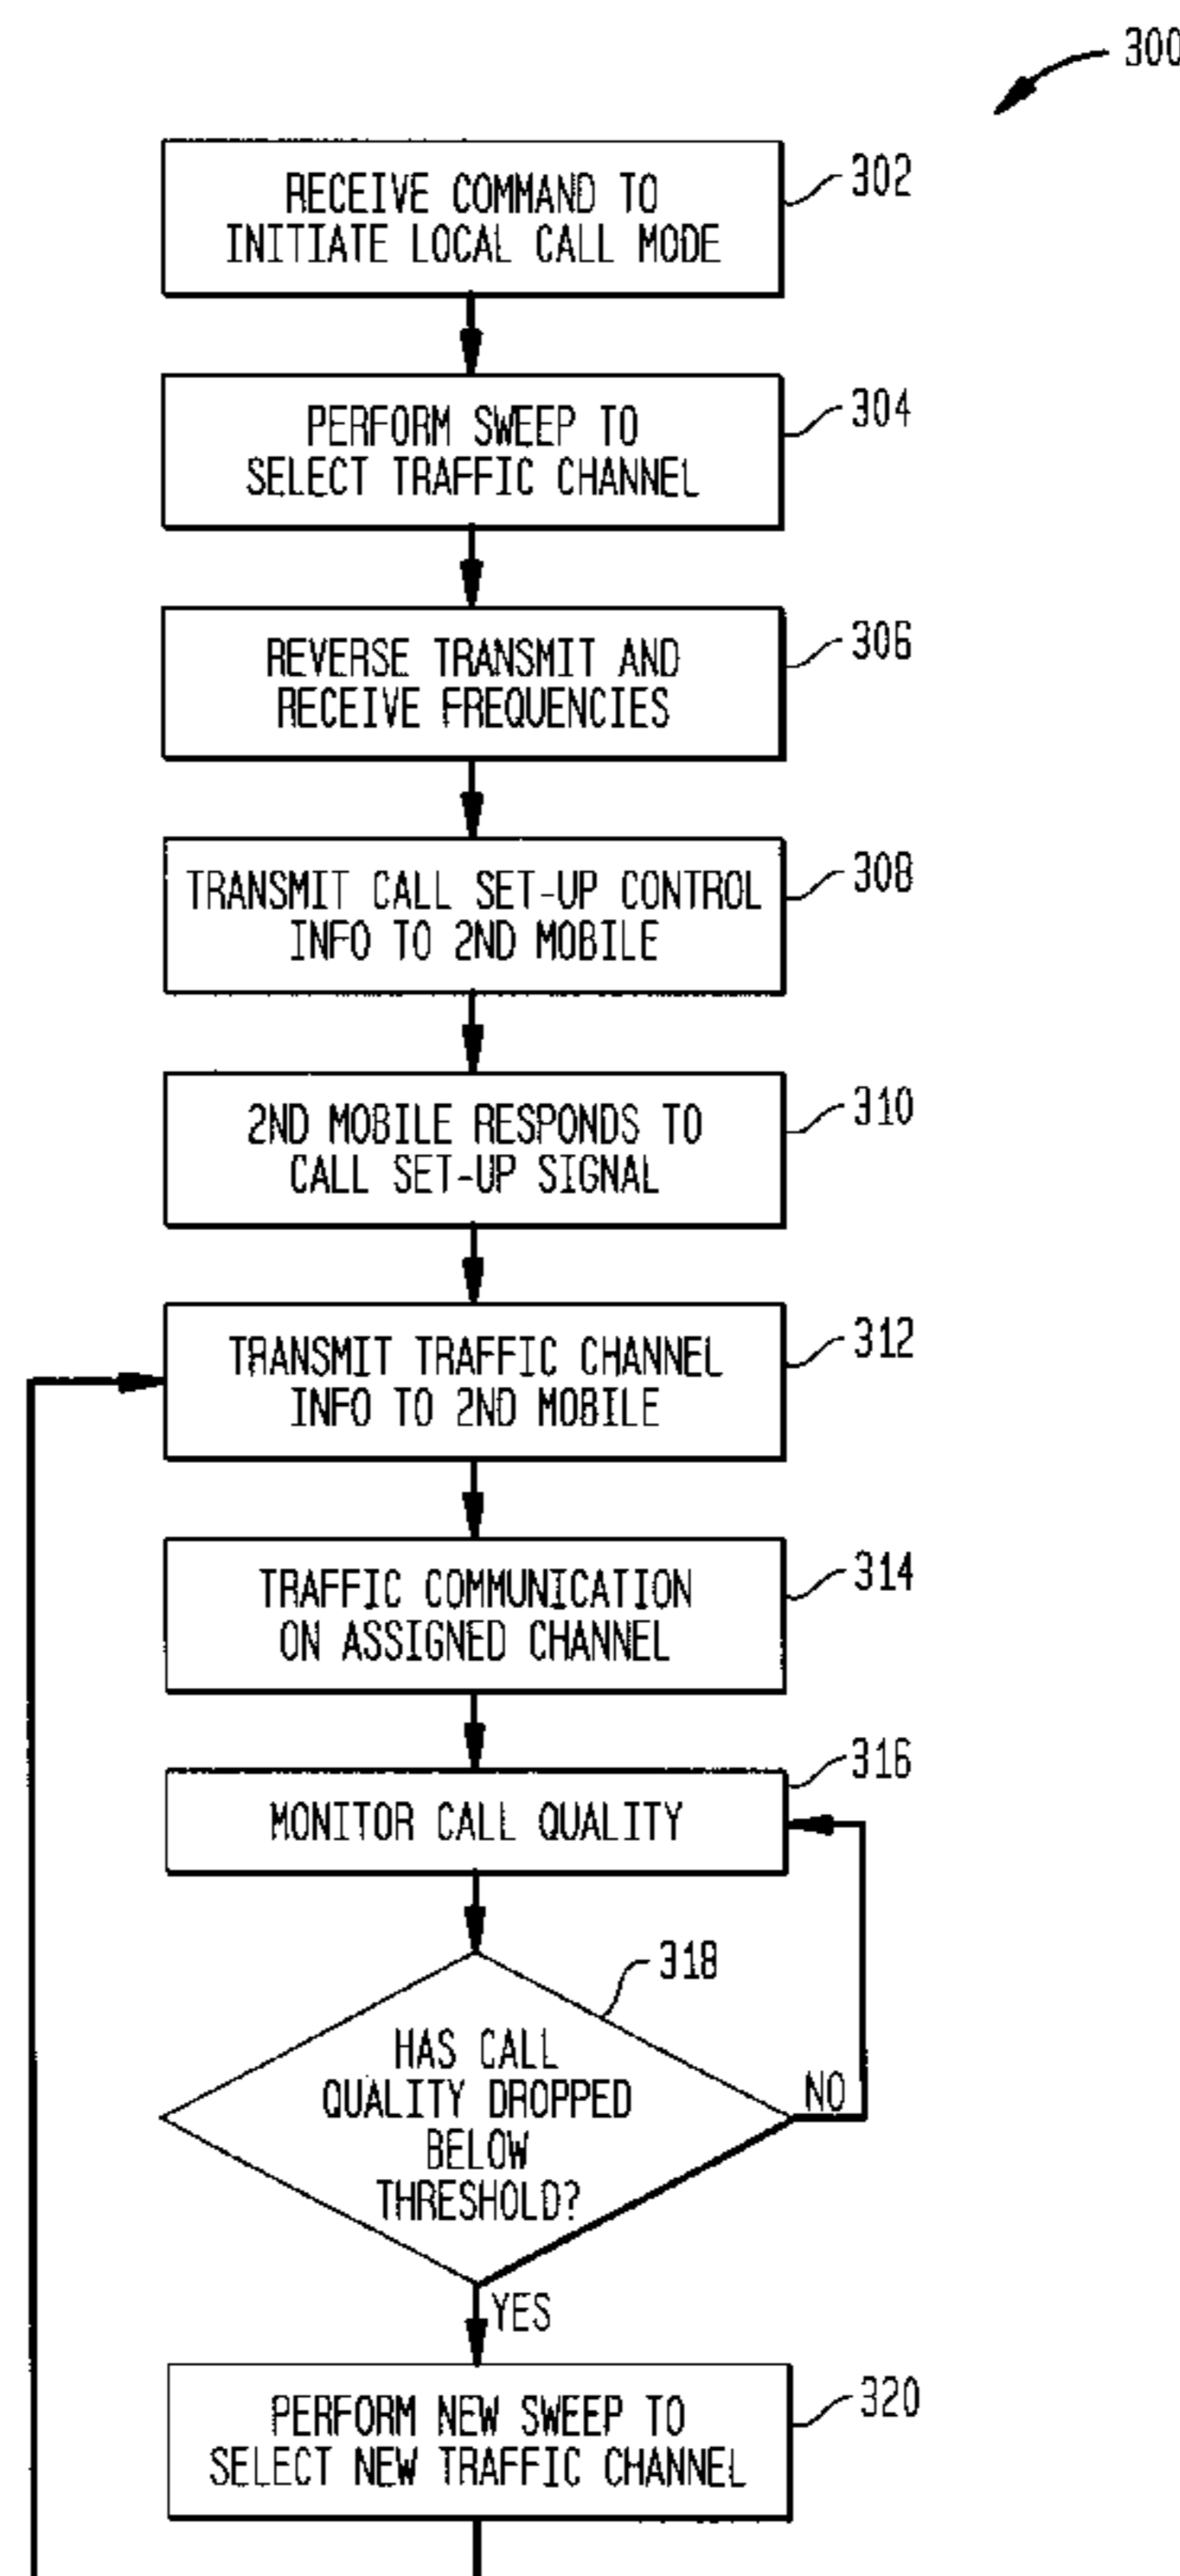 300
RECEIVE COMMAND TO
INITIATE LOCAL CALL MODE
302
PERFORM SWEEP TO
SELECT TRAFFIC CHANNEL
304
REVERSE TRANSMIT AND
RECEIVE FREQUENCIES
306
TRANSMIT CALL SET-UP CONTROL
INFO TO 2ND MOBILE
308
2ND MOBILE RESPONDS TO
CALL SET-UP SIGNAL
310
TRANSMIT TRAFFIC CHANNEL
INFO TO 2ND MOBILE
312
TRAFFIC COMMUNICATION
ON ASSIGNED CHANNEL
314
MONITOR CALL QUALITY
316
HAS CALL
QUALITY DROPPED
BELOW
THRESHOLD?
318
NO
YES
PERFORM NEW SWEEP TO
SELECT NEW TRAFFIC CHANNEL
320